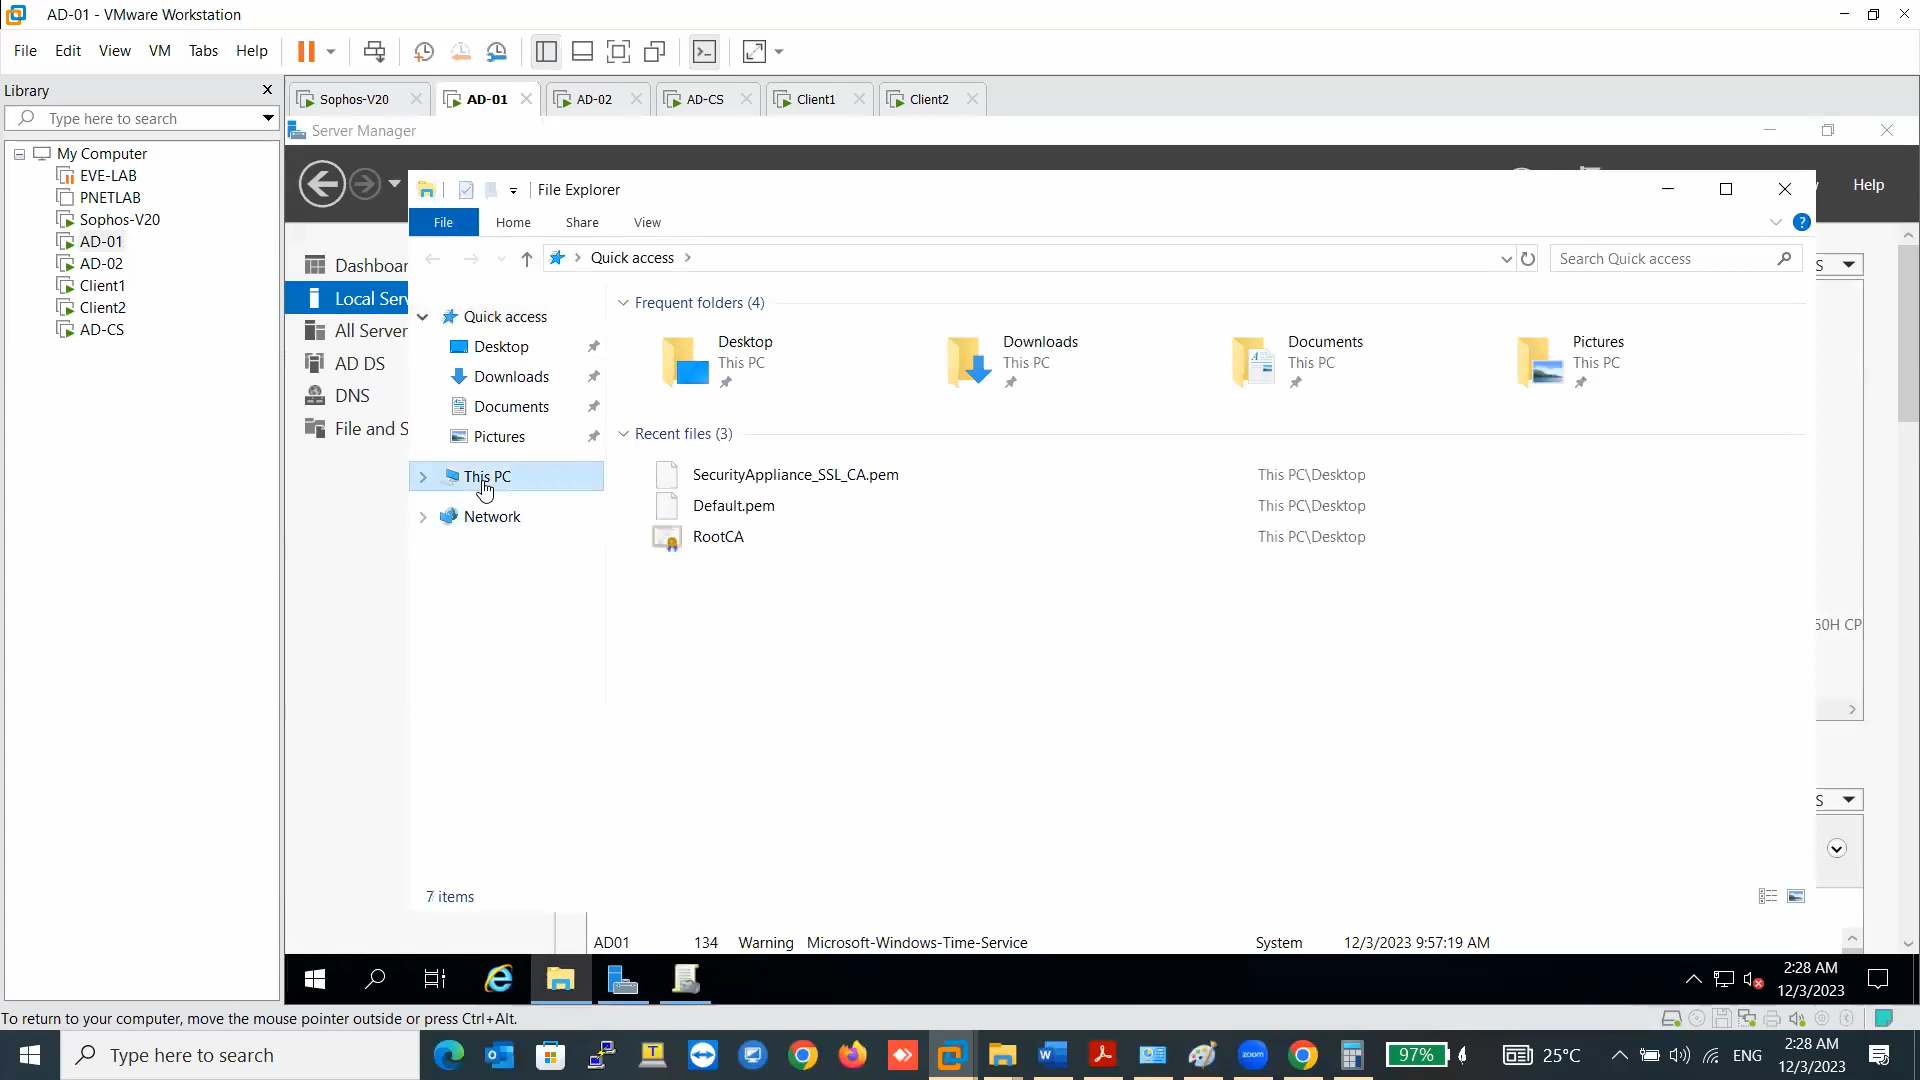 AD-01 - VMware Workstation
File Edit View VM Tabs Help
Library
Type here to search
My Computer
EVE-LAB
PNETLAB
Sophos-V20
AD-01
AD-02
Client1
Client2
AD-CS
Sophos-V20 AD-01 AD-02 AD-CS Client1 Client2
Server Manager
Help
File Explorer
File Home Share View
Quick access
Search Quick access
Dashboar
Local Serv
All Server
AD DS
DNS
File and S
Quick access
Desktop
Downloads
Documents
Pictures
This PC
Network
Frequent folders (4)
Desktop
This PC
Downloads
This PC
Documents
This PC
Pictures
This PC
Recent files (3)
SecurityAppliance_SSL_CA.pem This PC\Desktop
Default.pem This PC\Desktop
RootCA This PC\Desktop
S
50H CP
S
7 items
AD01 134 Warning Microsoft-Windows-Time-Service System 12/3/2023 9:57:19 AM
2:28 AM
12/3/2023
To return to your computer, move the mouse pointer outside or press Ctrl+Alt.
Type here to search
zoom
97%
25°C
ENG
2:28 AM
12/3/2023